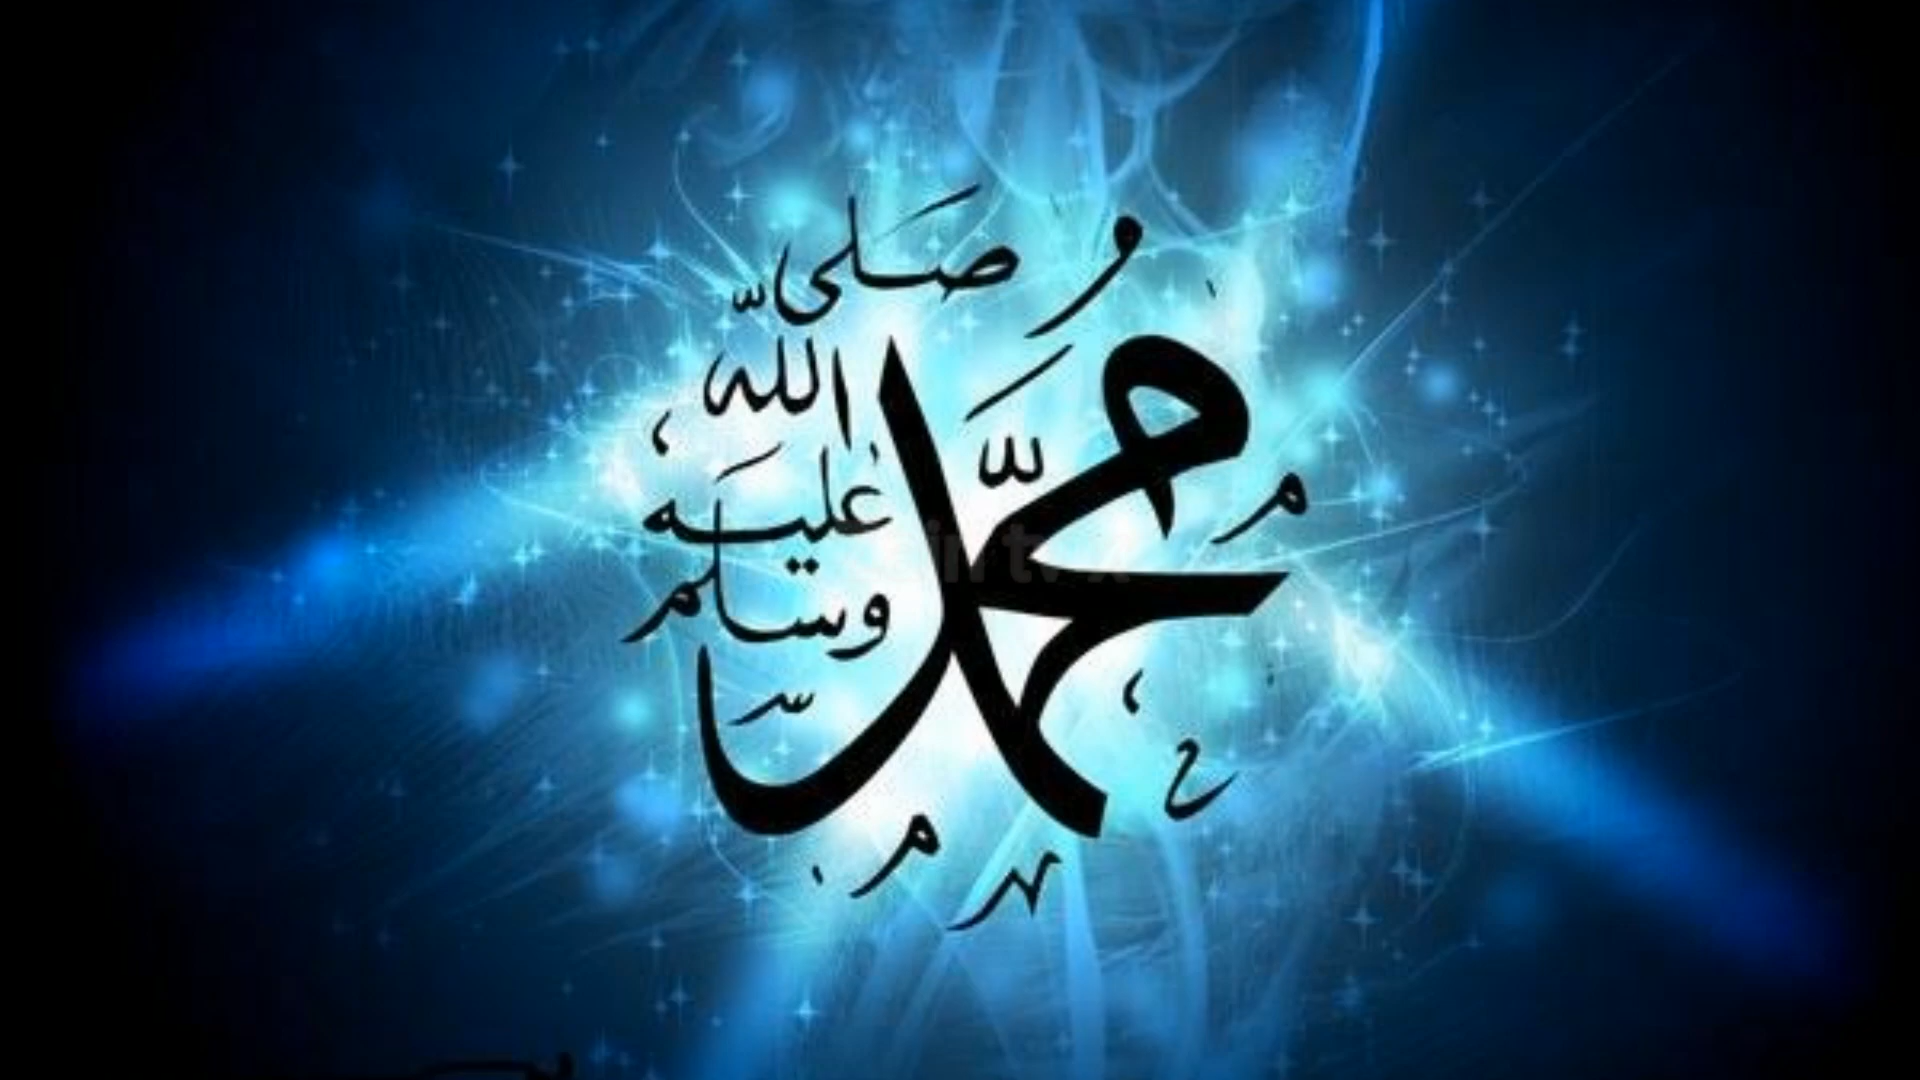 محمد
صلى
الله
عليه
وسلم